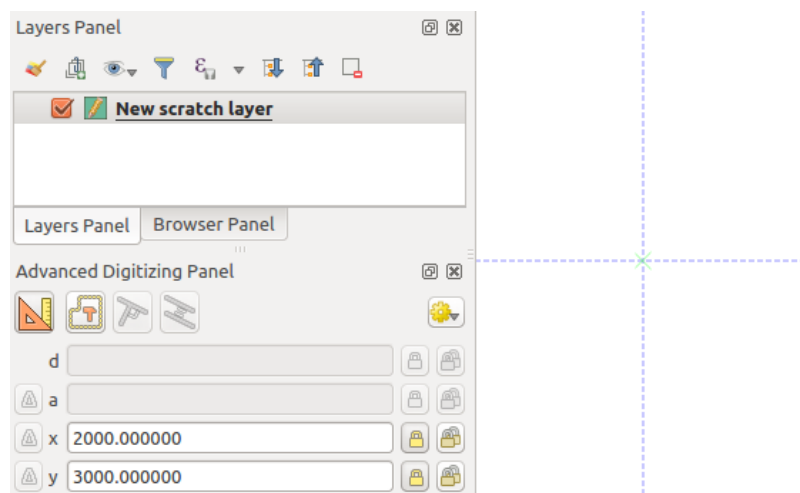 Layers Panel
New scratch layer
Layers Panel
Browser Panel
Advanced Digitizing Panel
d
a
x 2000.000000
y 3000.000000